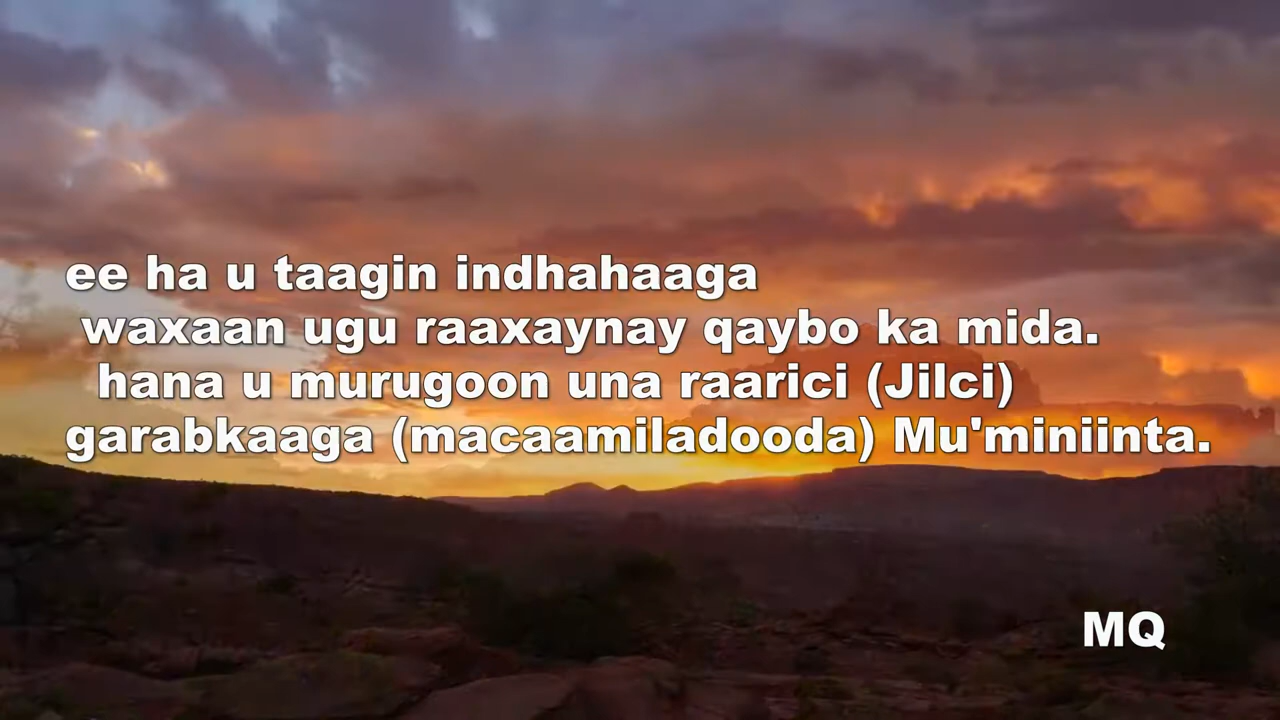 ee ha u taagin indhahaaga
waxaan ugu raaxaynay qaybo ka mida.
hana u murugoon una raarici (Jilci)
garabkaaga (macaamiladooda) Mu'miniinta.
MQ